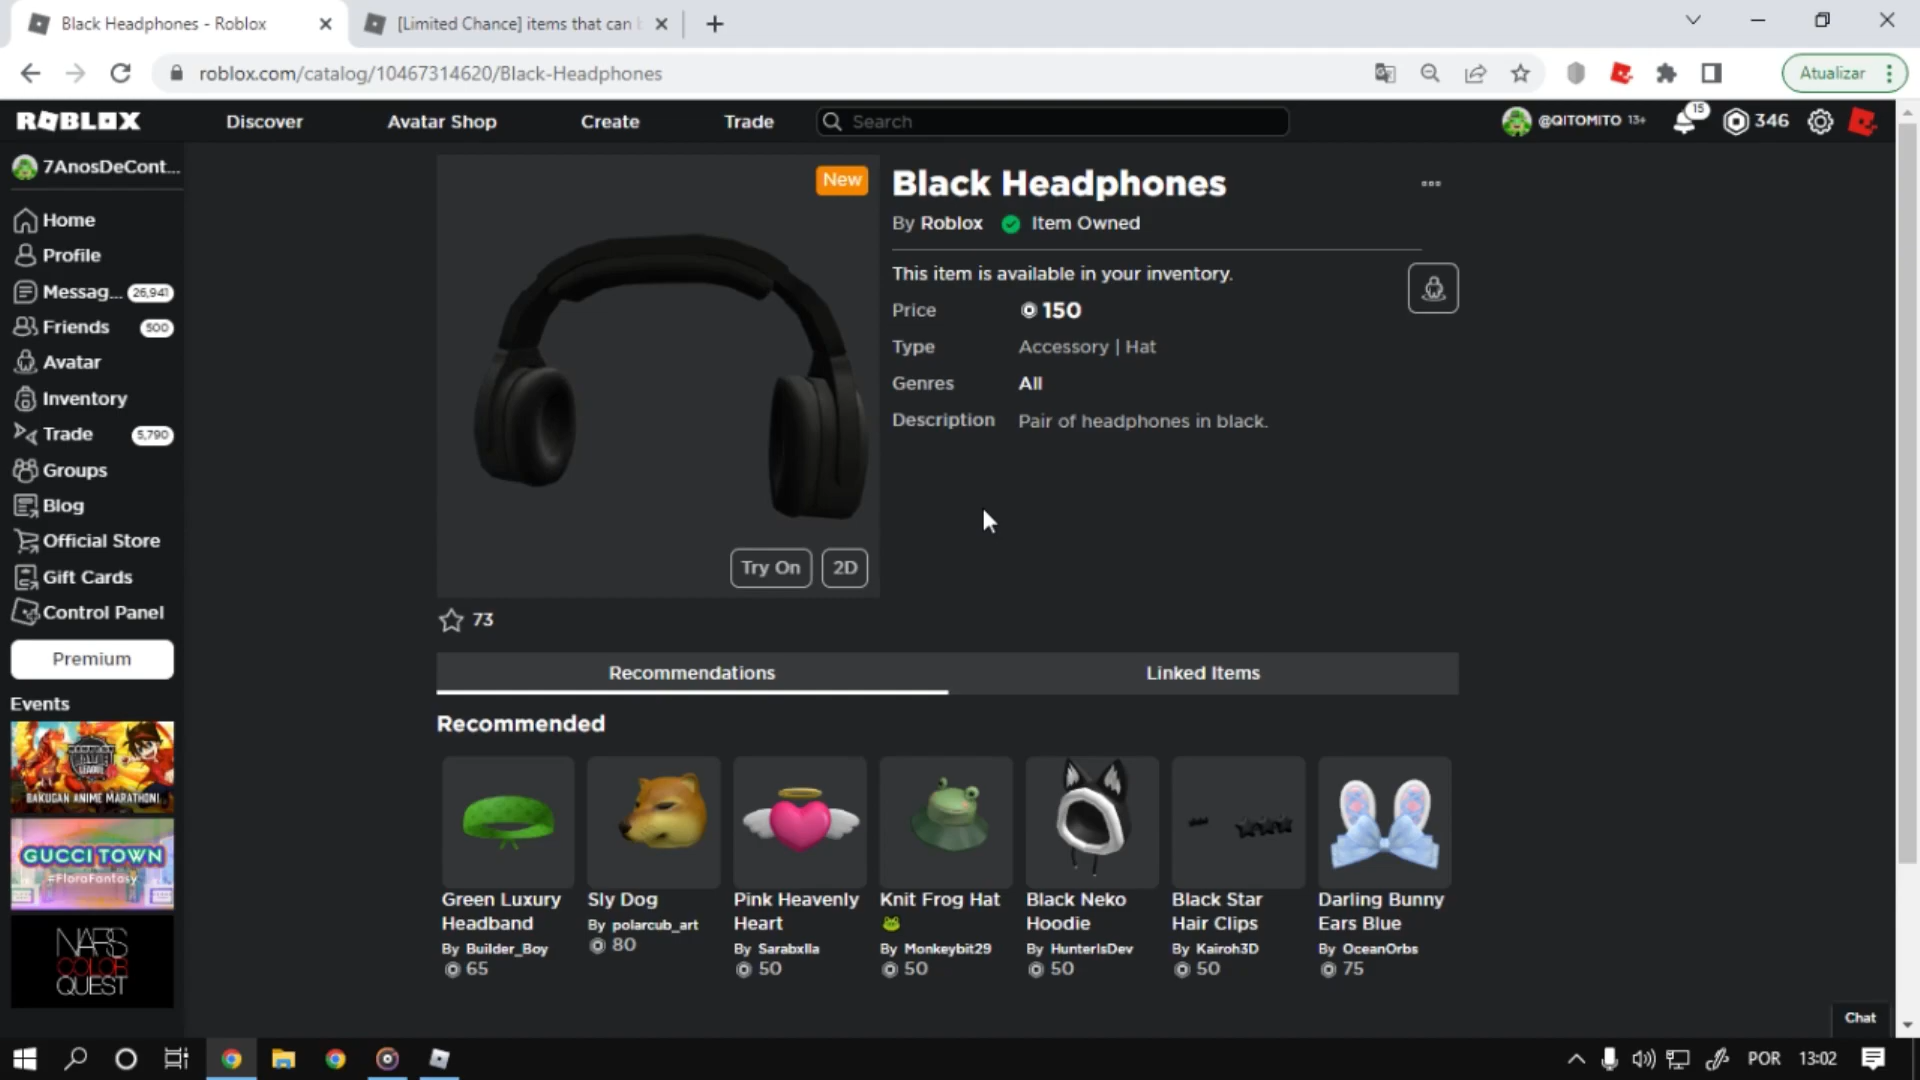 Black Headphones - Roblox
[Limited Chance] items that can
roblox.com/catalog/10467314620/Black-Headphones
Atualizar
ROBLOX
Discover
Avatar Shop
Create
Trade
Search
@QITOMITO 13+
15
346
7AnosDeCont...
Home
Profile
Messag... 26,941
Friends 500
Avatar
Inventory
Trade 5,790
Groups
Blog
Official Store
Gift Cards
Control Panel
Premium
Events
BAKUGAN ANIME MARATHON!
GUCCI TOWN
#FloraFantasy
NARS
COLOR
QUEST
New
Try On
2D
73
Black Headphones
By Roblox Item Owned
This item is available in your inventory.
Price 150
Type Accessory | Hat
Genres All
Description Pair of headphones in black.
Recommendations
Linked Items
Recommended
Green Luxury
Headband
By Builder_Boy
65
Sly Dog
By polarcub_art
80
Pink Heavenly
Heart
By Sarabxlla
50
Knit Frog Hat
🐸
By Monkeybit29
50
Black Neko
Hoodie
By HunterIsDev
50
Black Star
Hair Clips
By Kairoh3D
50
Darling Bunny
Ears Blue
By OceanOrbs
75
Chat
POR
13:02